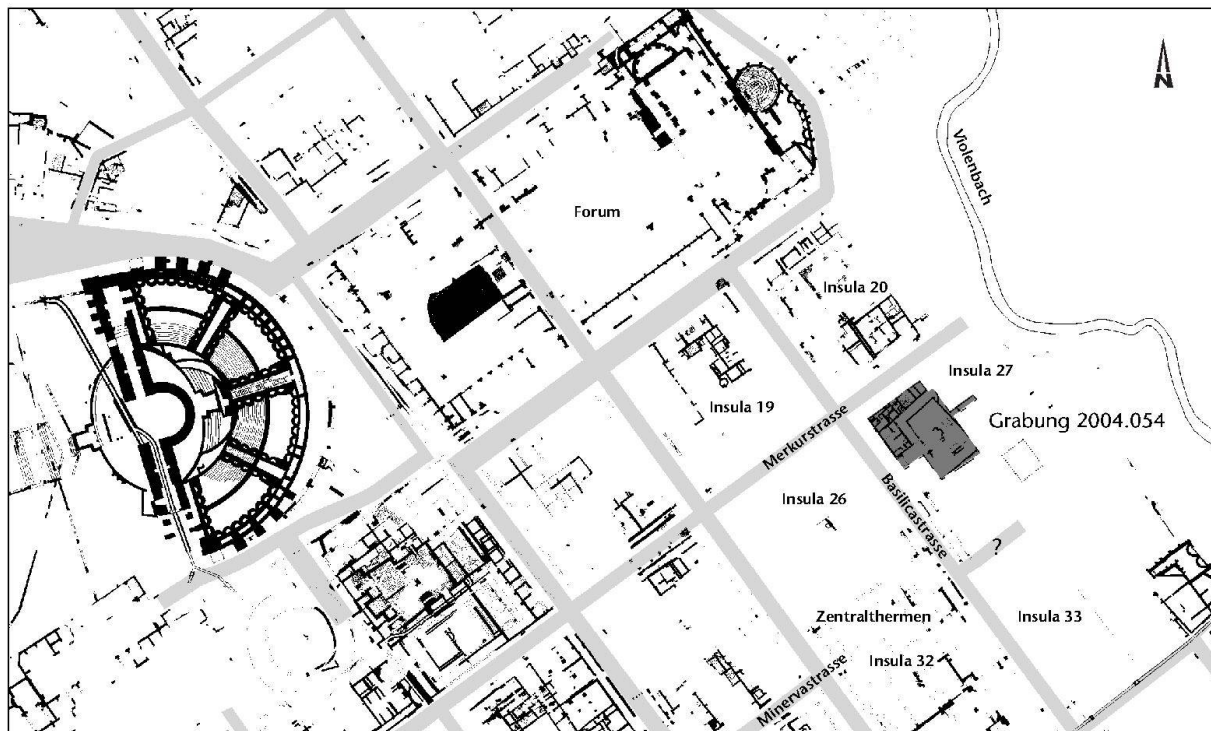 N
Violenbach
Forum
Insula 20
Insula 27
Insula 19
Grabung 2004.054
Merkurstrasse
Insula 26
Basilicastrasse
?
Zentralthermen
Insula 33
Insula 32
Minervastrasse